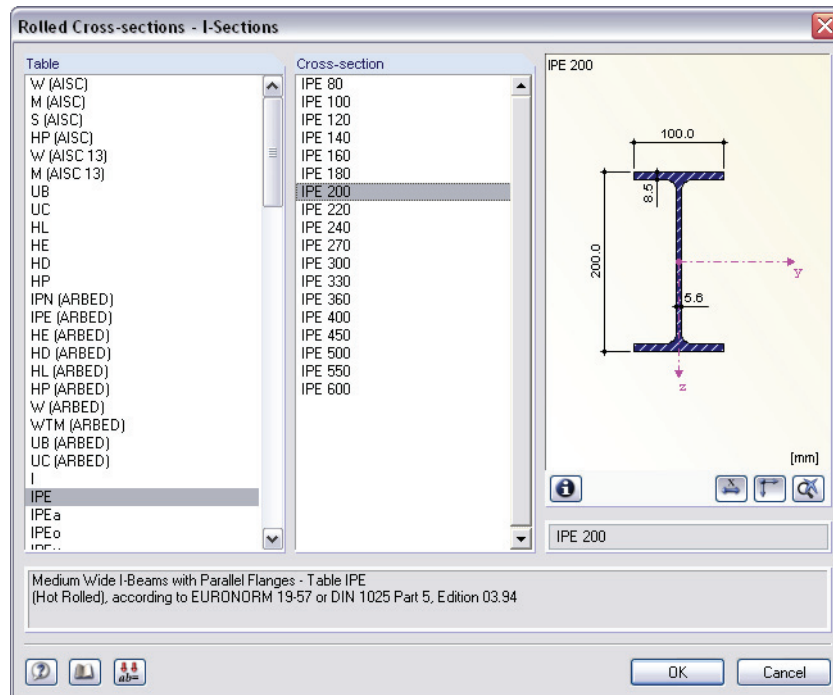 Rolled Cross-sections - I-Sections
Table
W (AISC)
M (AISC)
S (AISC)
HP (AISC)
W (AISC 13)
M (AISC 13)
UB
UC
HL
HE
HD
HP
IPN (ARBED)
IPE (ARBED)
HE (ARBED)
HD (ARBED)
HL (ARBED)
HP (ARBED)
W (ARBED)
WTM (ARBED)
UB (ARBED)
UC (ARBED)
I
IPE
IPEa
IPEo
Cross-section
IPE 80
IPE 100
IPE 120
IPE 140
IPE 160
IPE 180
IPE 200
IPE 220
IPE 240
IPE 270
IPE 300
IPE 330
IPE 360
IPE 400
IPE 450
IPE 500
IPE 550
IPE 600
IPE 200
100.0
8.5
200.0
y
5.6
z
[mm]
IPE 200
Medium Wide I-Beams with Parallel Flanges - Table IPE
(Hot Rolled), according to EURONORM 19-57 or DIN 1025 Part 5, Edition 03.94
ab=
OK
Cancel